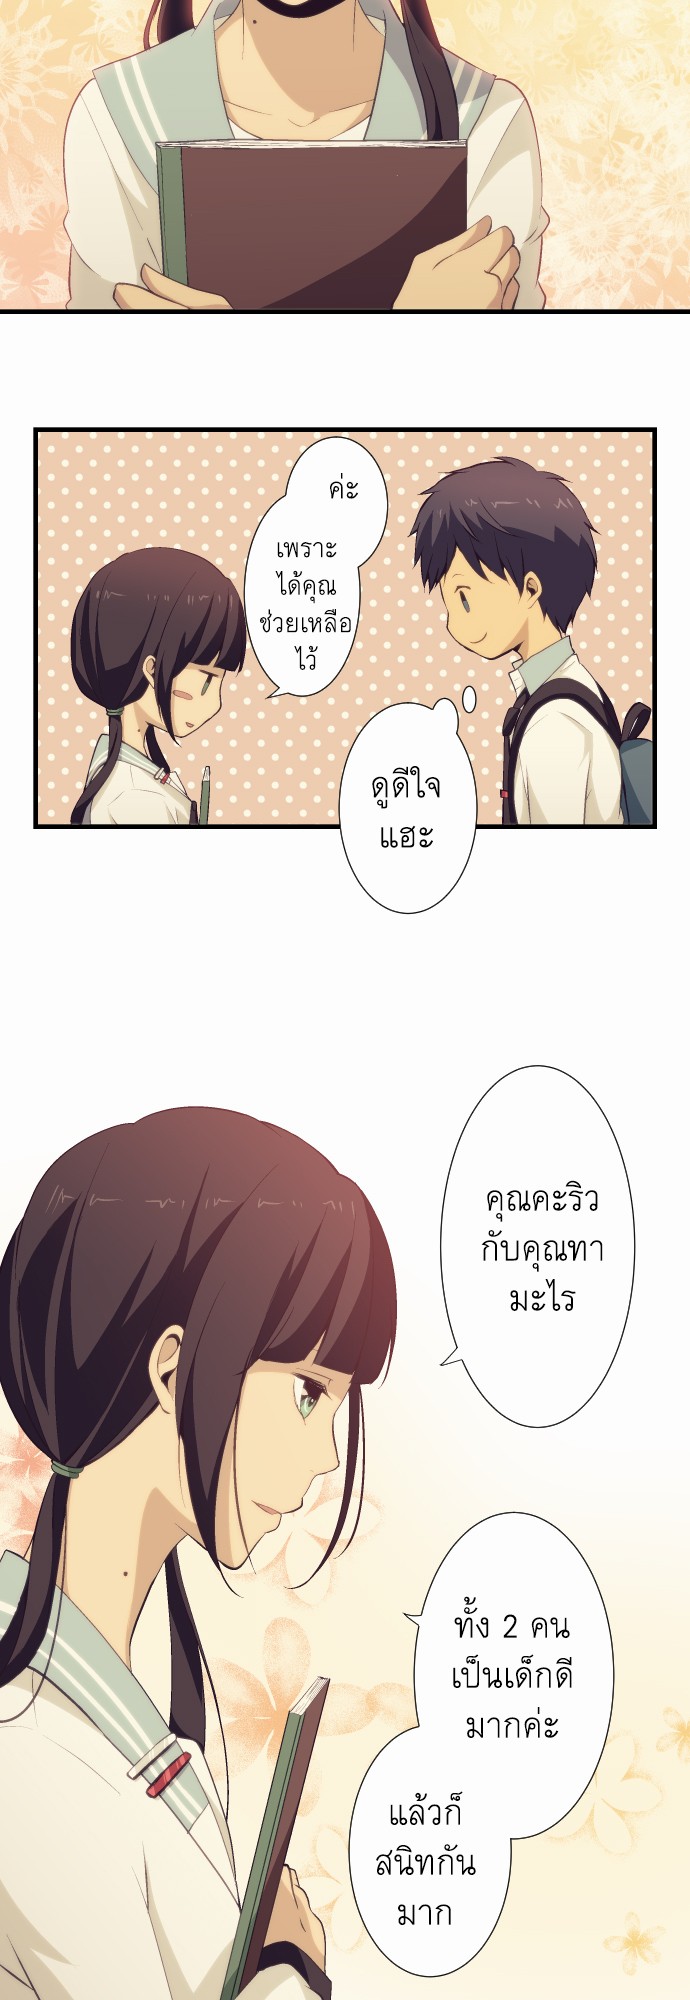 ค่ะ
เพราะ
ได้คุณ
ช่วยเหลือ
ไว้
ดูดีใจ
แฮะ
คุณคะริว
กับคุณทา
มะไร
ทั้ง 2 คน
เป็นเด็กดี
มากค่ะ
แล้วก็
สนิทกัน
มาก